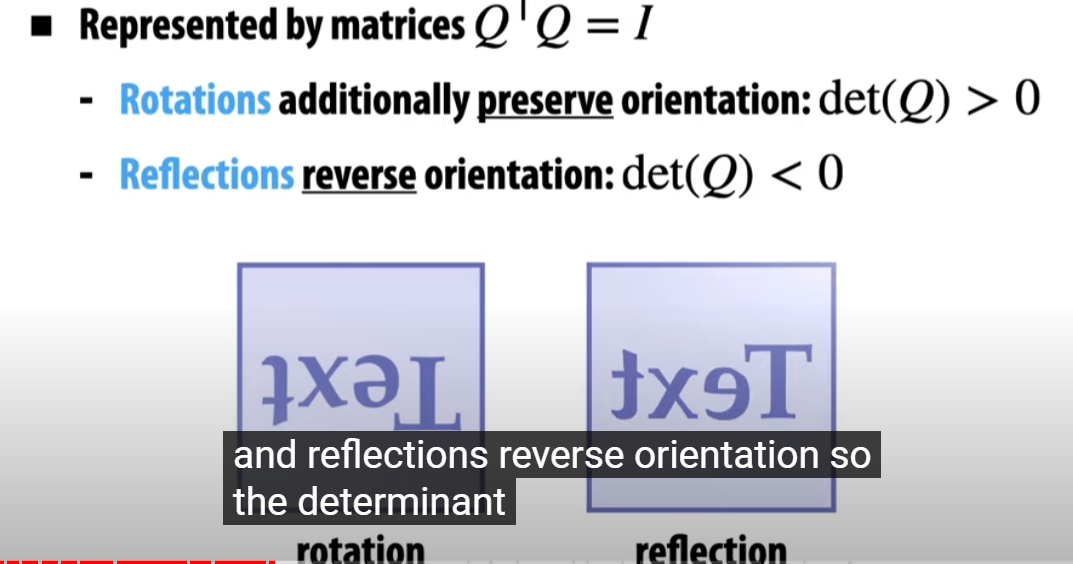 ■ Represented by matrices Q⊤Q = I
- Rotations additionally preserve orientation: det(Q) > 0
- Reflections reverse orientation: det(Q) < 0
Text
Text
and reflections reverse orientation so
the determinant
rotation
reflection